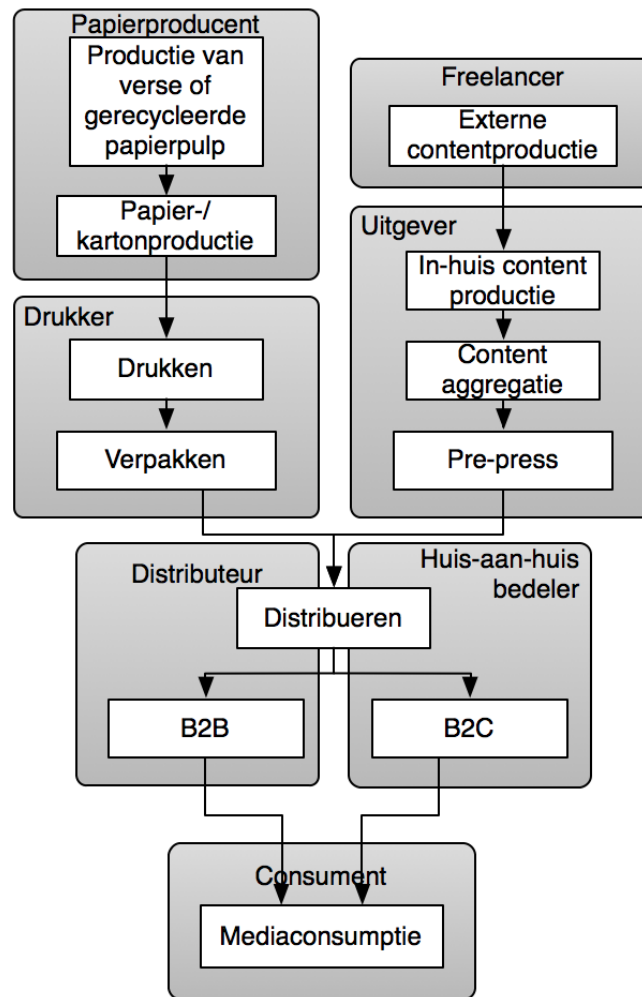 Papierproducent
Productie van
verse of
gerecycleerde
papierpulp
Papier-/
kartonproductie
Freelancer
Externe
contentproductie
Uitgever
In-huis content
productie
Content
aggregatie
Pre-press
Drukker
Drukken
Verpakken
Distributeur
Huis-aan-huis
bedeler
Distribueren
B2B
B2C
Consument
Mediaconsumptie